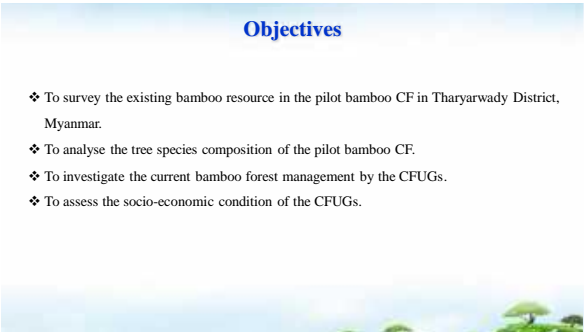 Objectives
❖ To survey the existing bamboo resource in the pilot bamboo CF in Tharyarwady District,
Myanmar.
❖ To analyse the tree species composition of the pilot bamboo CF.
❖ To investigate the current bamboo forest management by the CFUGs.
❖ To assess the socio-economic condition of the CFUGs.